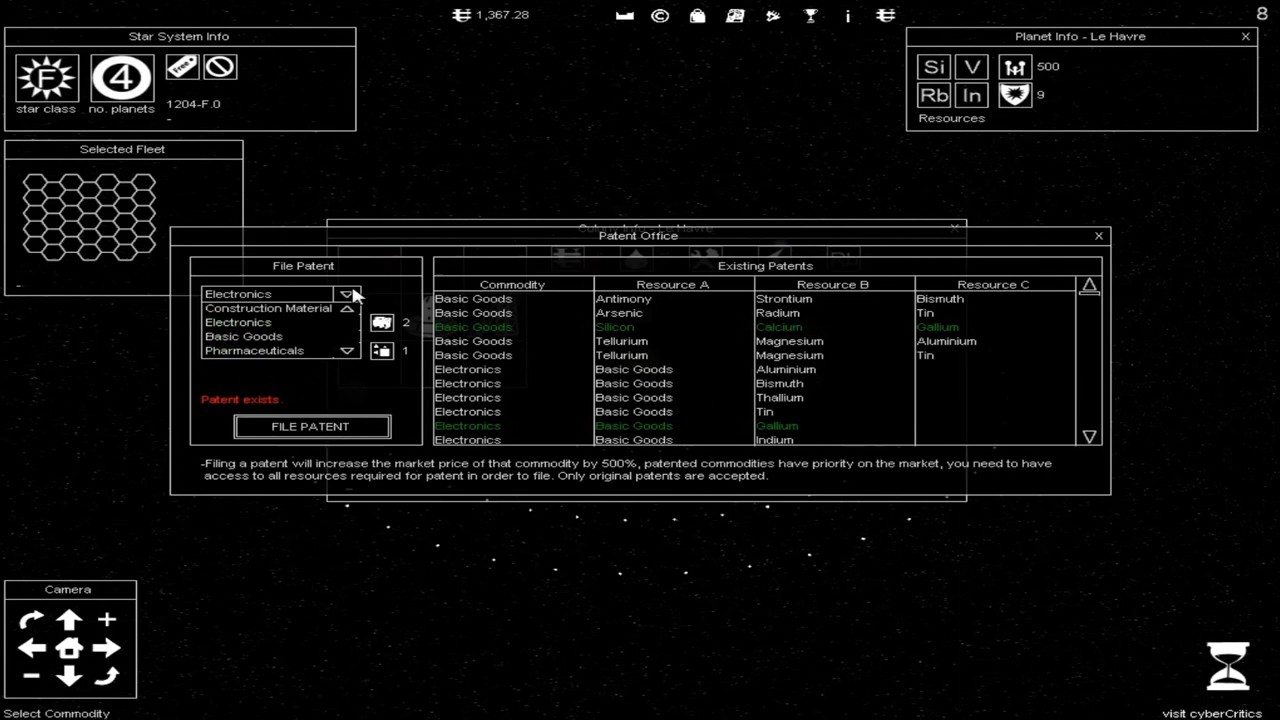 1,367.28
8
Star System Info
F
4
free
star class
no. planets
1204-F.0
-
Planet Info - Le Havre
X
Si
V
500
Rb
In
9
Resources
Selected Fleet
-
Colony Info - Le Havre
X
Patent Office
X
File Patent
Electronics
Construction Material
Electronics
Basic Goods
Pharmaceuticals
2
1
Patent exists.
FILE PATENT
Existing Patents
Commodity Resource A Resource B Resource C
Basic Goods Antimony Strontium Bismuth
Basic Goods Arsenic Radium Tin
Basic Goods Silicon Calcium Gallium
Basic Goods Tellurium Magnesium Aluminium
Basic Goods Tellurium Magnesium Tin
Electronics Basic Goods Aluminium
Electronics Basic Goods Bismuth
Electronics Basic Goods Thallium
Electronics Basic Goods Tin
Electronics Basic Goods Gallium
Electronics Basic Goods Indium
-Filing a patent will increase the market price of that commodity by 500%, patented commodities have priority on the market, you need to have
access to all resources required for patent in order to file. Only original patents are accepted.
Camera
Select Commodity
visit cyberCritics